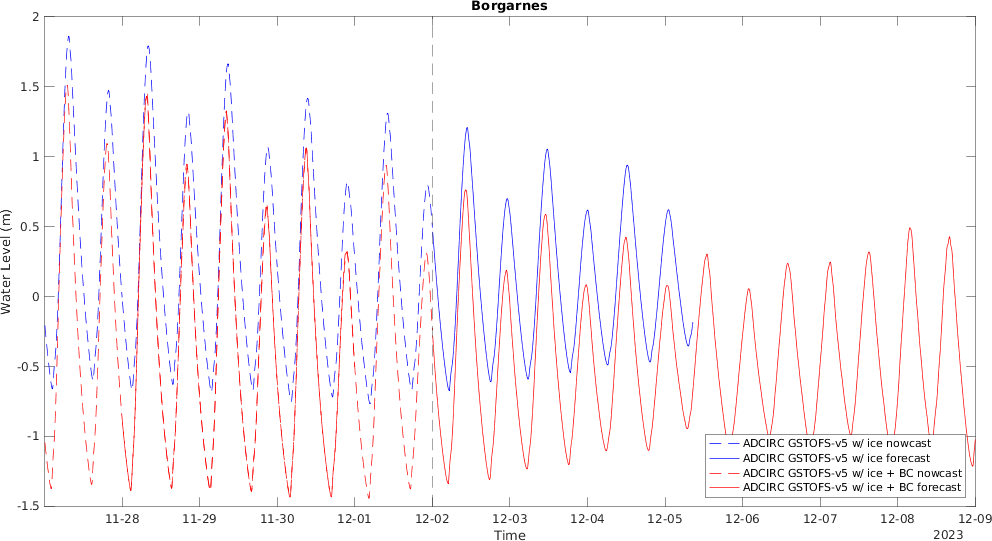 Borgarnes
Water Level (m)
2
1.5
1
0.5
0
-0.5
-1
-1.5
ADCIRC GSTOFS-v5 w/ ice nowcast
ADCIRC GSTOFS-v5 w/ ice forecast
ADCIRC GSTOFS-v5 w/ ice + BC nowcast
ADCIRC GSTOFS-v5 w/ ice + BC forecast
11-28 11-29 11-30 12-01 12-02 12-03 12-04 12-05 12-06 12-07 12-08 12-09
Time
2023